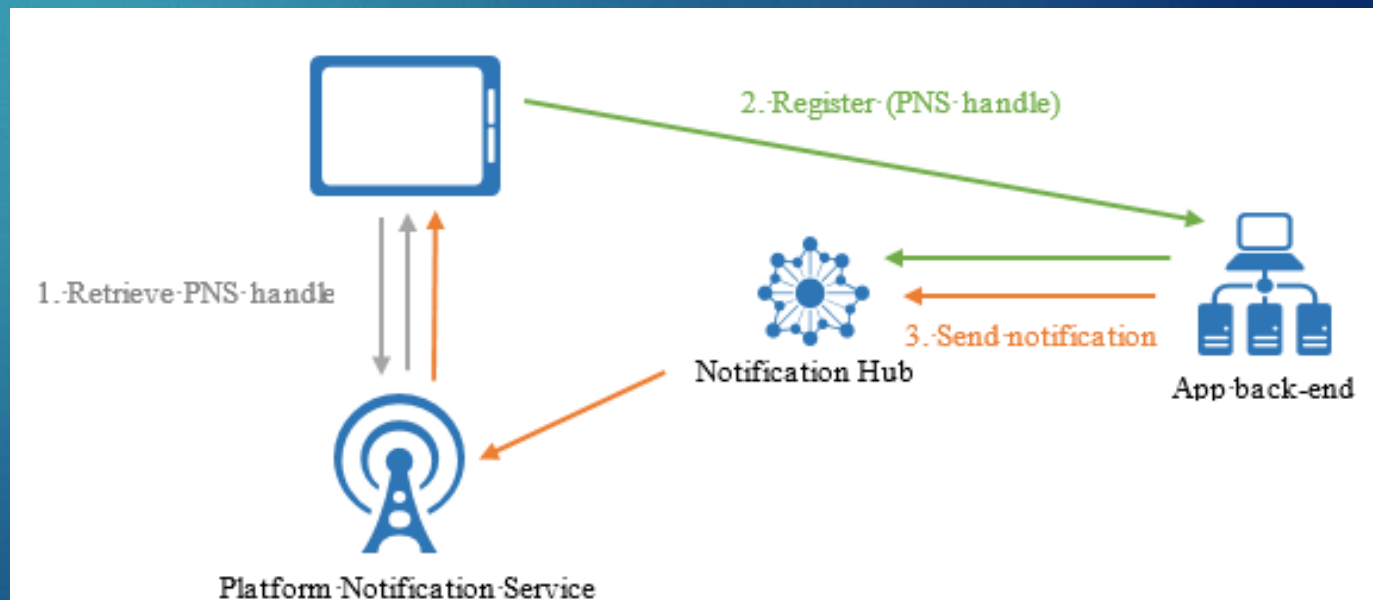 2. Register (PNS handle)
1. Retrieve PNS handle
3. Send notification
Notification Hub
App back-end
Platform Notification Service